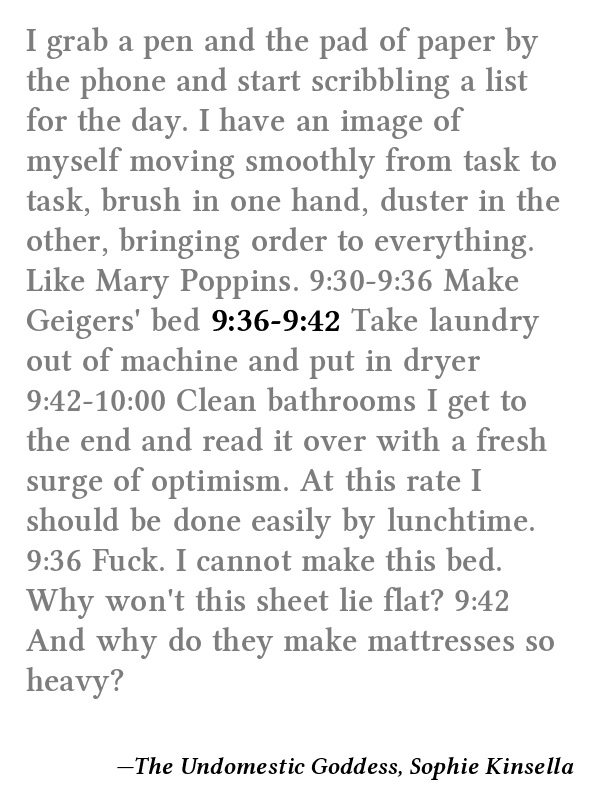 I grab a pen and the pad of paper by
the phone and start scribbling a list
for the day. I have an image of
myself moving smoothly from task to
task, brush in one hand, duster in the
other, bringing order to everything.
Like Mary Poppins. 9:30-9:36 Make
Geigers' bed 9:36-9:42 Take laundry
out of machine and put in dryer
9:42-10:00 Clean bathrooms I get to
the end and read it over with a fresh
surge of optimism. At this rate I
should be done easily by lunchtime.
9:36 Fuck. I cannot make this bed.
Why won't this sheet lie flat? 9:42
And why do they make mattresses so
heavy?
—The Undomestic Goddess, Sophie Kinsella